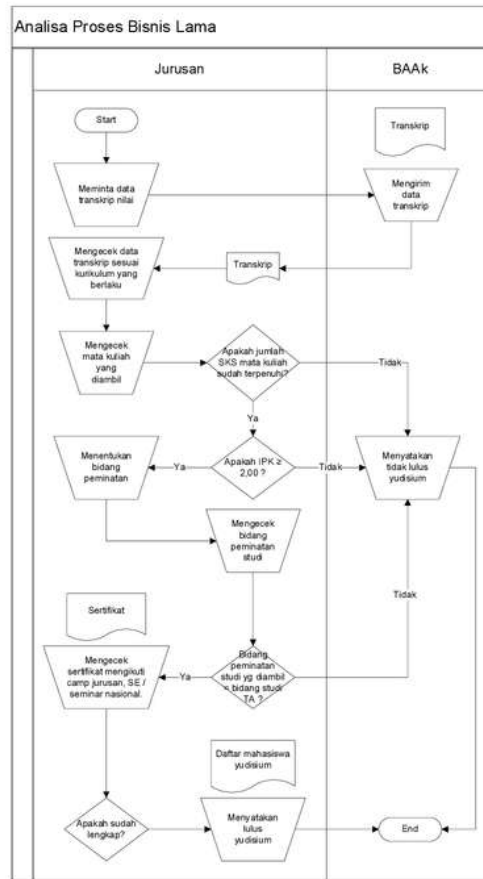 Analisa Proses Bisnis Lama
Jurusan
BAAk
Start
Transkrip
Meminta data
transkrip nilai
Mengirim
data
transkrip
Mengecek data
transkrip sesuai
kurikulum yang
berlaku
Transkrip
Mengecek
mata kuliah
yang
diambil
Apakah jumlah
SKS mata kuliah
sudah terpenuhi?
Tidak
Ya
Menentukan
bidang
peminatan
Ya
Apakah IPK ≥
2,00 ?
Tidak
Menyatakan
tidak lulus
yudisium
Mengecek
bidang
peminatan
studi
Tidak
Sertifikat
Mengecek
sertifikat mengikuti
camp jurusan, SE /
seminar nasional.
Ya
Bidang
peminatan
studi yg diambil
= bidang studi
TA ?
Daftar mahasiswa
yudisium
Apakah sudah
lengkap?
Menyatakan
lulus
yudisium
End